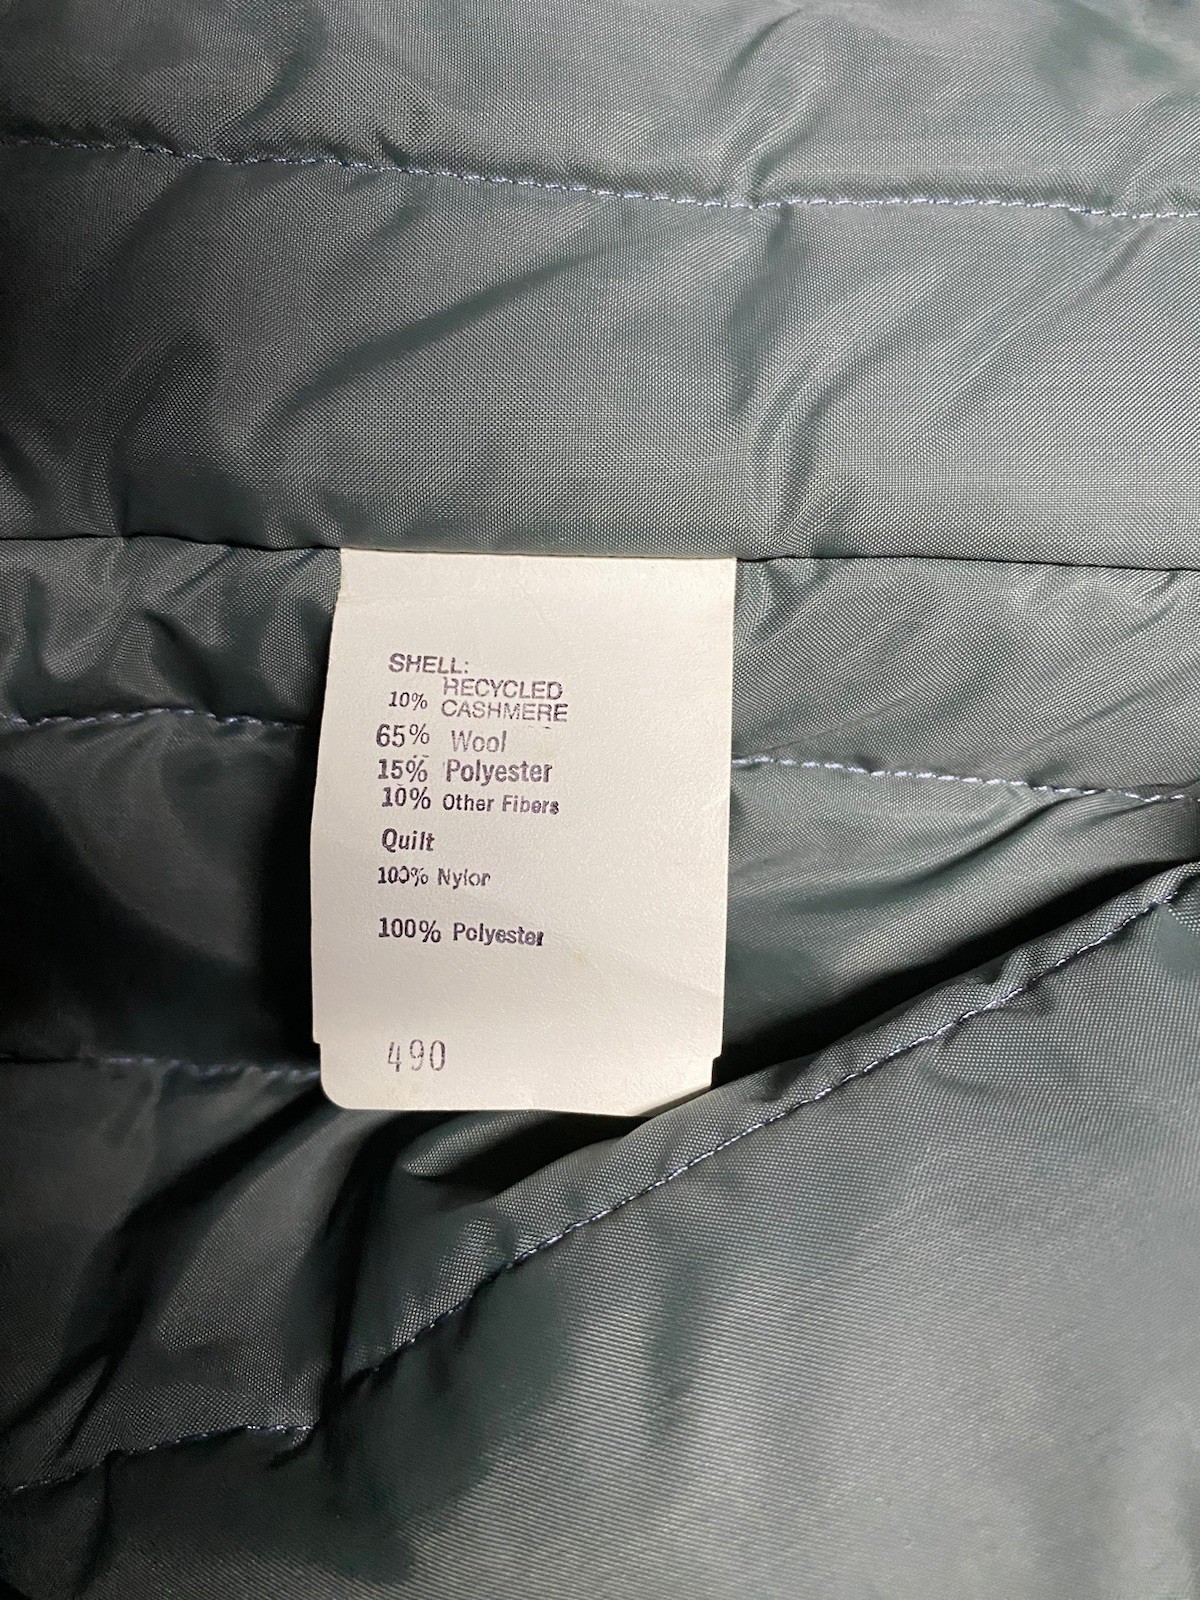 SHELL:
10% RECYCLED CASHMERE
65% Wool
15% Polyester
10% Other Fibers
Quilt
100% Nylon
100% Polyester
490